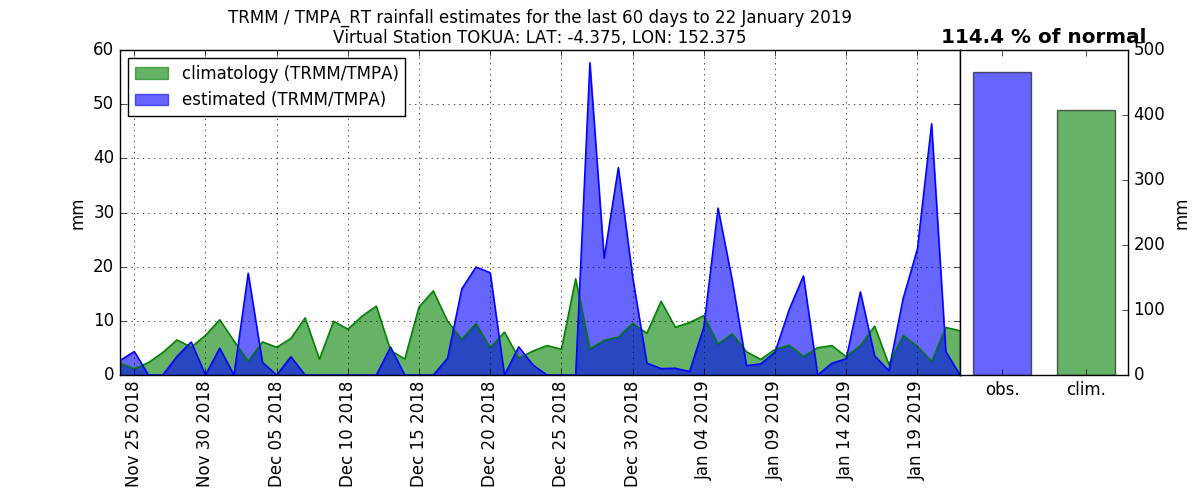 TRMM / TMPA_RT rainfall estimates for the last 60 days to 22 January 2019
Virtual Station TOKUA: LAT: -4.375, LON: 152.375
114.4 % of normal
climatology (TRMM/TMPA)
estimated (TRMM/TMPA)
60
50
40
30
20
10
0
mm
Nov 25 2018
Nov 30 2018
Dec 05 2018
Dec 10 2018
Dec 15 2018
Dec 20 2018
Dec 25 2018
Dec 30 2018
Jan 04 2019
Jan 09 2019
Jan 14 2019
Jan 19 2019
500
400
300
200
100
0
mm
obs.
clim.